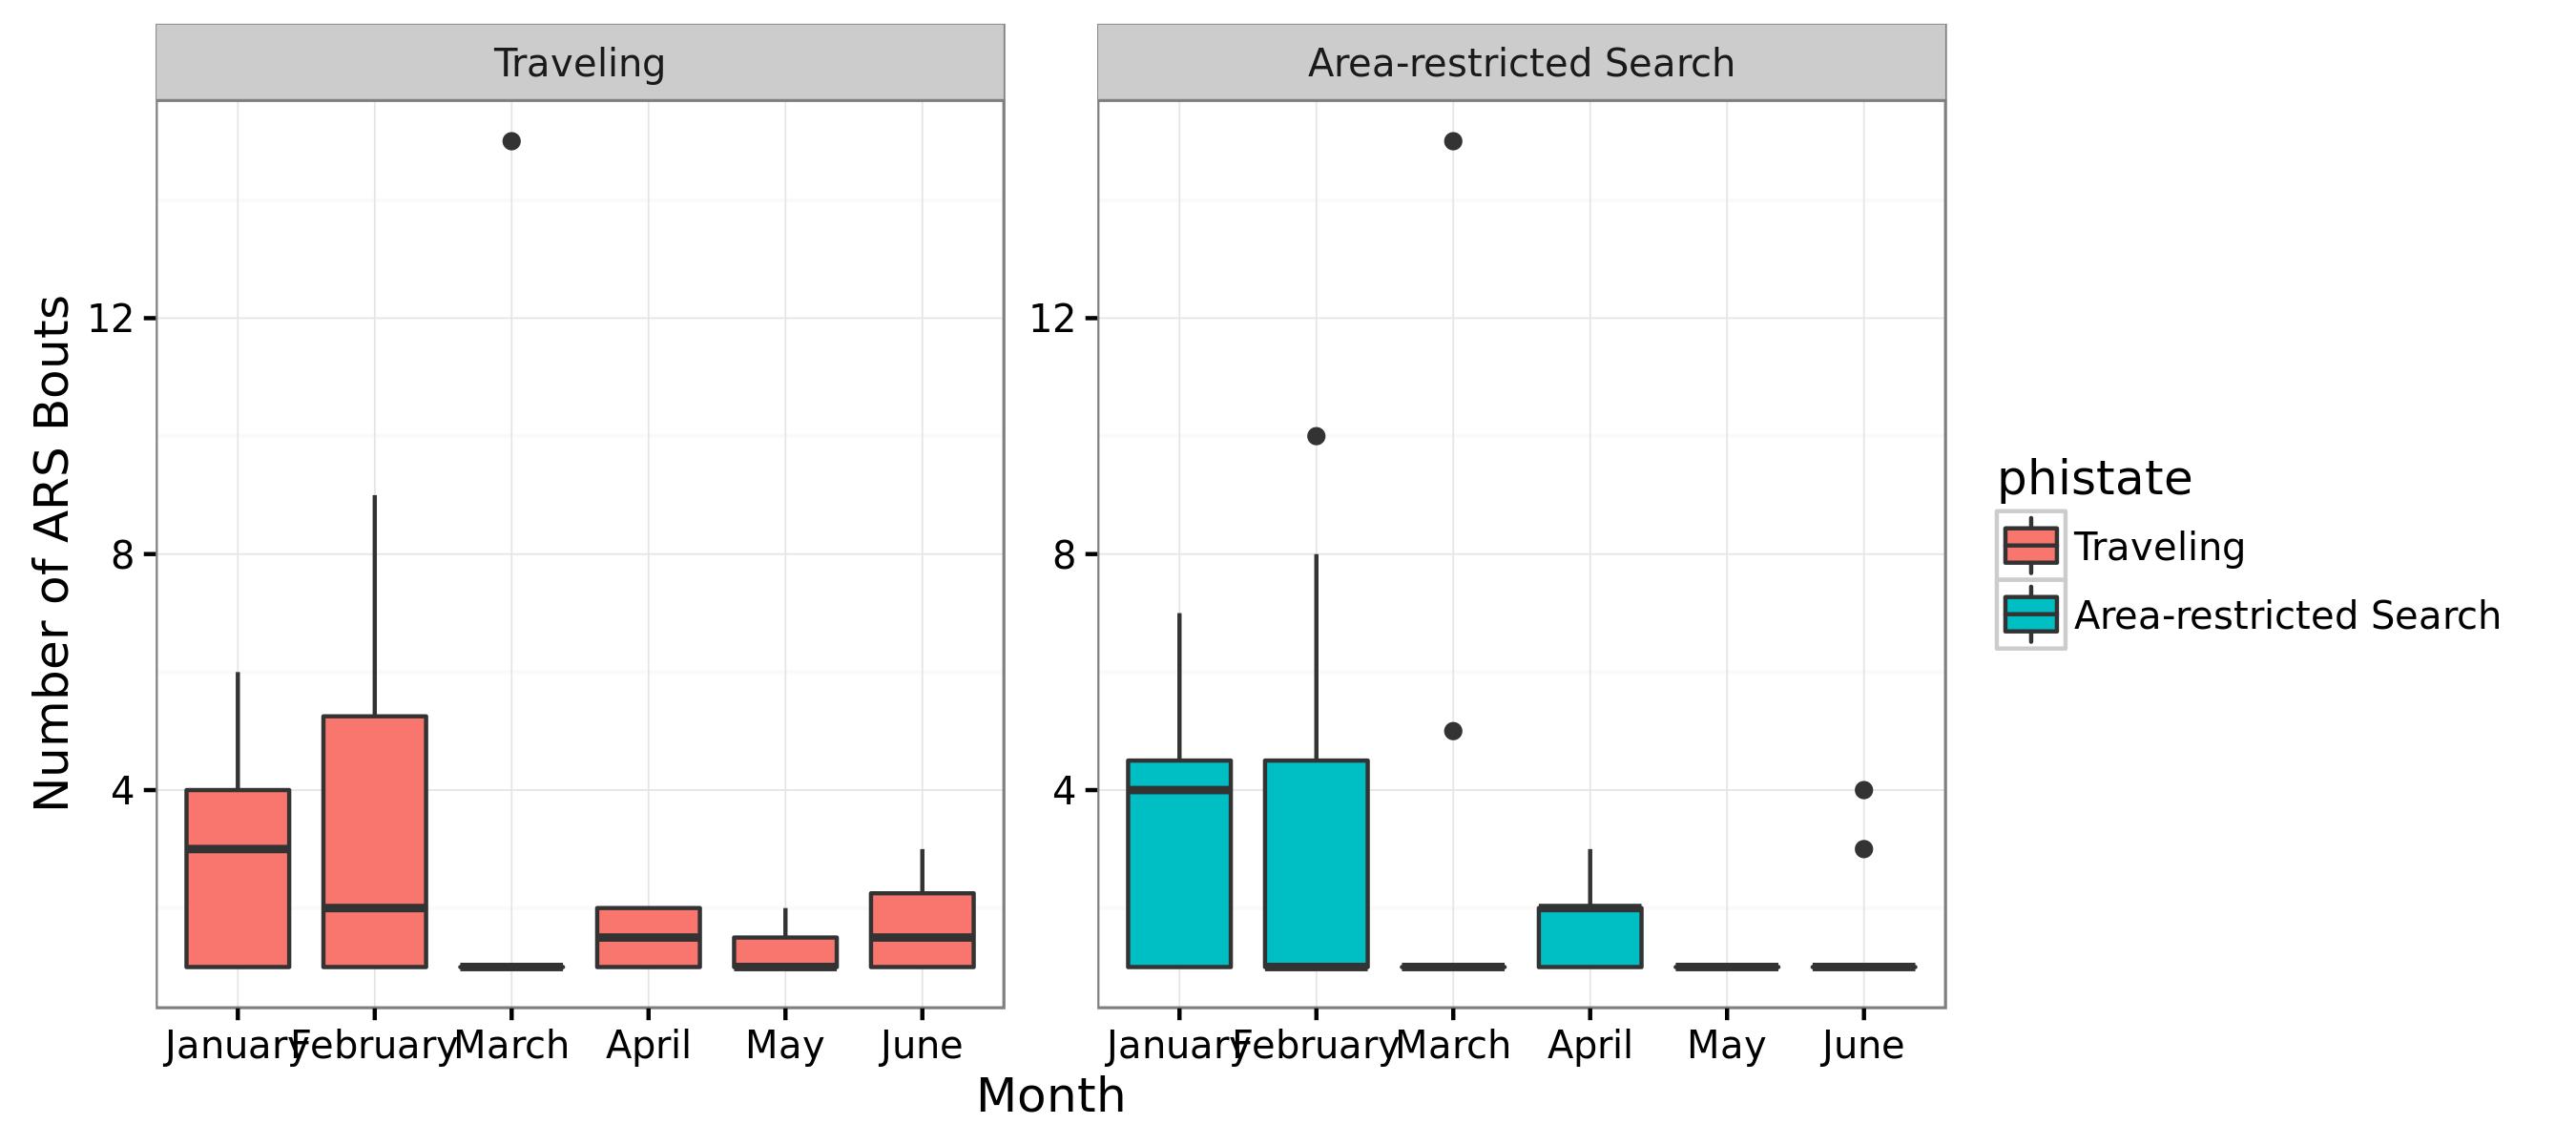 Traveling
Area-restricted Search
Number of ARS Bouts
12
8
4
12
8
4
January February March April May June
January February March April May June
Month
phistate
Traveling
Area-restricted Search